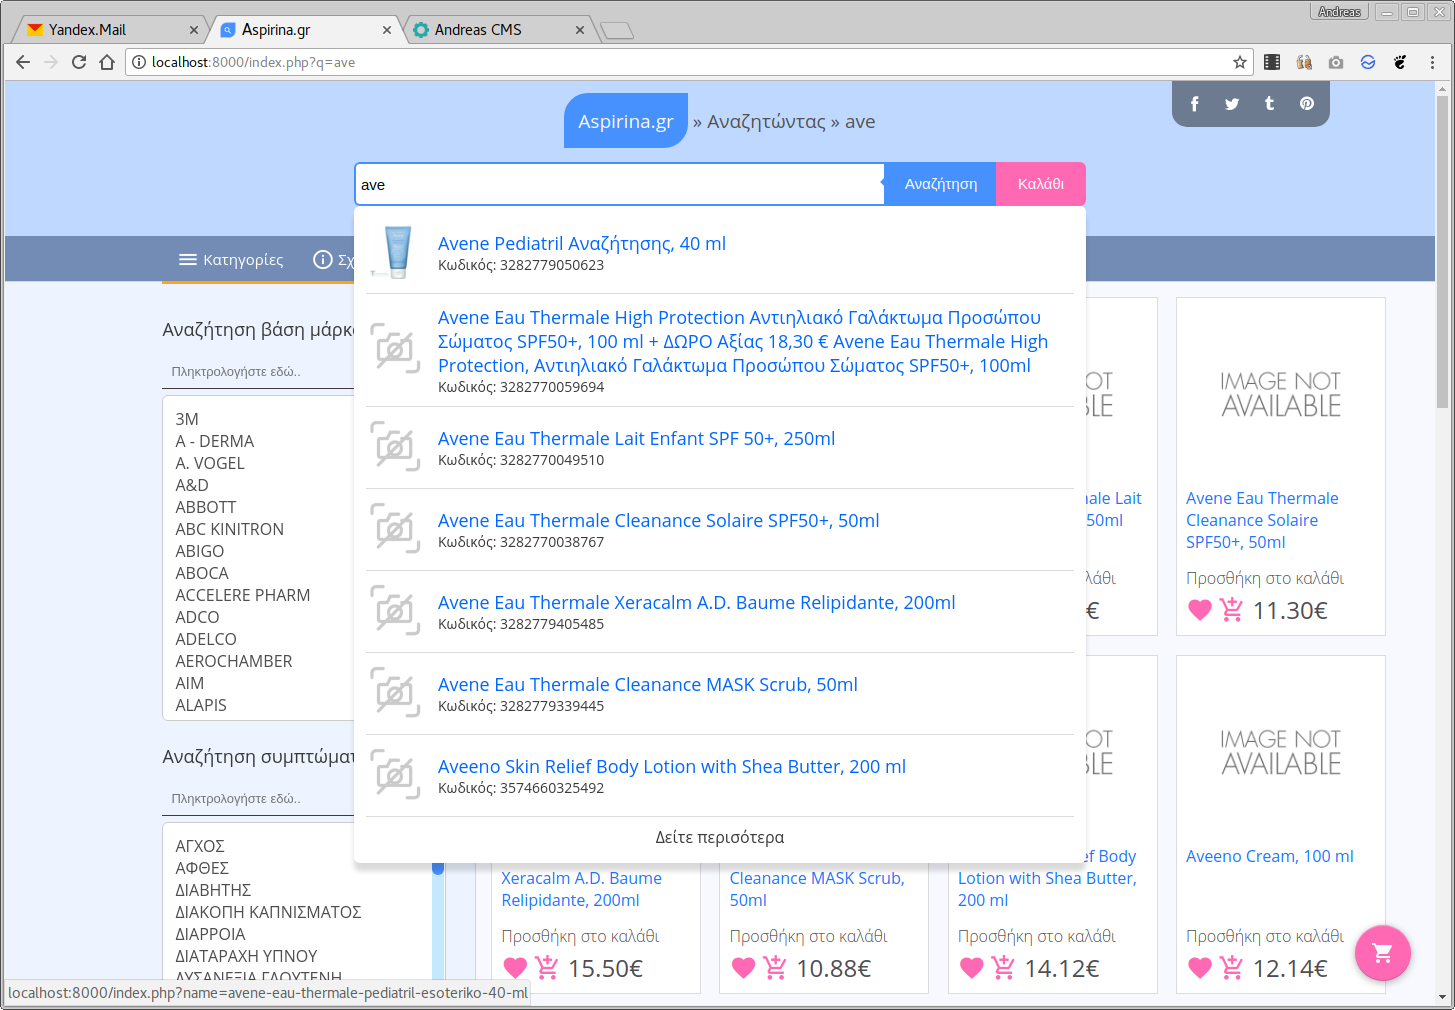 Andreas
Yandex.Mail
Aspirina.gr
Andreas CMS
localhost:8000/index.php?q=ave
Aspirina.gr » Αναζητώντας » ave
ave
Αναζήτηση
Καλάθι
Κατηγορίες
Σχ
Avene Pediatril Αναζήτησης, 40 ml
Κωδικός: 3282779050623
Avene Eau Thermale High Protection Αντιηλιακό Γαλάκτωμα Προσώπου
Σώματος SPF50+, 100 ml + ΔΩΡΟ Αξίας 18,30 € Avene Eau Thermale High
Protection, Αντιηλιακό Γαλάκτωμα Προσώπου Σώματος SPF50+, 100ml
Κωδικός: 3282770059694
Avene Eau Thermale Lait Enfant SPF 50+, 250ml
Κωδικός: 3282770049510
Avene Eau Thermale Cleanance Solaire SPF50+, 50ml
Κωδικός: 3282770038767
Avene Eau Thermale Xeracalm A.D. Baume Relipidante, 200ml
Κωδικός: 3282779405485
Avene Eau Thermale Cleanance MASK Scrub, 50ml
Κωδικός: 3282779339445
Aveeno Skin Relief Body Lotion with Shea Butter, 200 ml
Κωδικός: 3574660325492
Δείτε περισότερα
Αναζήτηση βάση μάρκα
Πληκτρολογήστε εδώ..
3M
A - DERMA
A. VOGEL
A&D
ABBOTT
ABC KINITRON
ABIGO
ABOCA
ACCELERE PHARM
ADCO
ADELCO
AEROCHAMBER
AIM
ALAPIS
Αναζήτηση συμπτώματ
Πληκτρολογήστε εδώ..
ΑΓΧΟΣ
ΑΦΘΕΣ
ΔΙΑΒΗΤΗΣ
ΔΙΑΚΟΠΗ ΚΑΠΝΙΣΜΑΤΟΣ
ΔΙΑΡΡΟΙΑ
ΔΙΑΤΑΡΑΧΗ ΥΠΝΟΥ
ΔΥΣΑΝΕΞΙΑ ΓΛΟΥΤΕΝΗ
OT
LE
ale Lait
50ml
λάθι
€
IMAGE NOT
AVAILABLE
Avene Eau Thermale
Cleanance Solaire
SPF50+, 50ml
Προσθήκη στο καλάθι
11.30€
Xeracalm A.D. Baume
Relipidante, 200ml
Προσθήκη στο καλάθι
15.50€
Cleanance MASK Scrub,
50ml
Προσθήκη στο καλάθι
10.88€
OT
LE
ef Body
Lotion with Shea Butter,
200 ml
Προσθήκη στο καλάθι
14.12€
IMAGE NOT
AVAILABLE
Aveeno Cream, 100 ml
Προσθήκη στο καλάθι
12.14€
localhost:8000/index.php?name=avene-eau-thermale-pediatril-esoteriko-40-ml